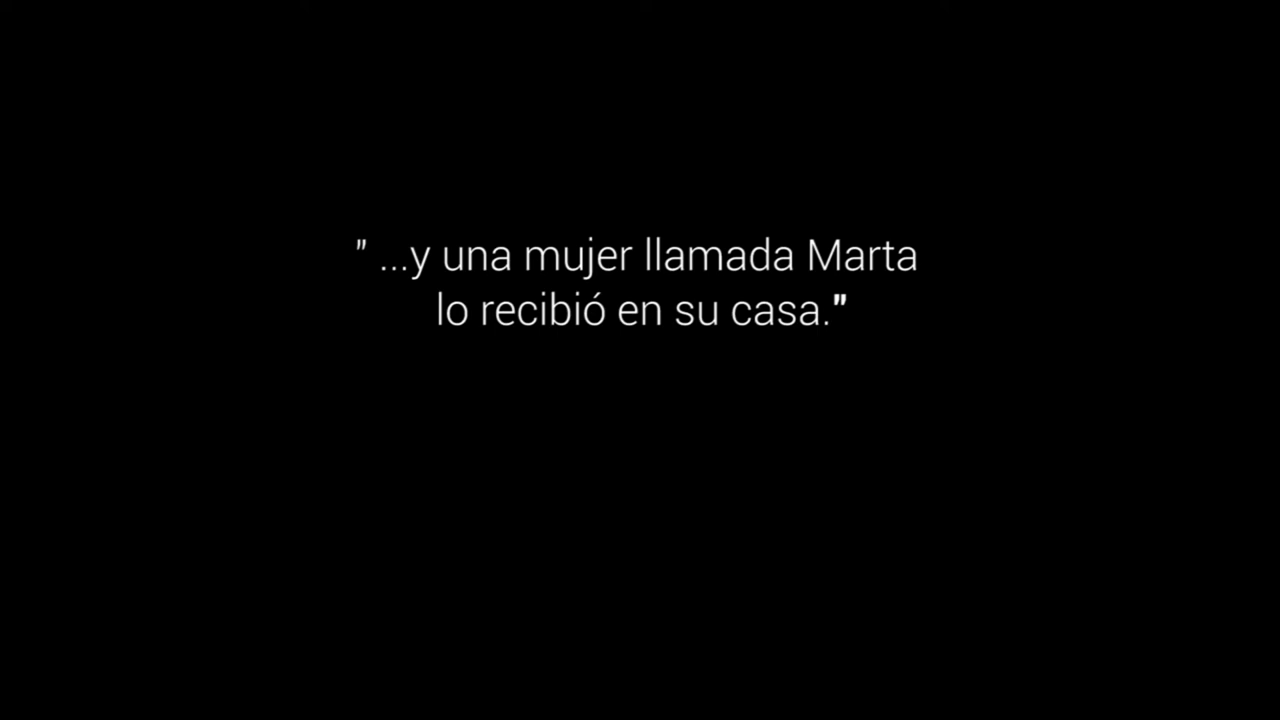 " ...y una mujer llamada Marta
lo recibió en su casa."